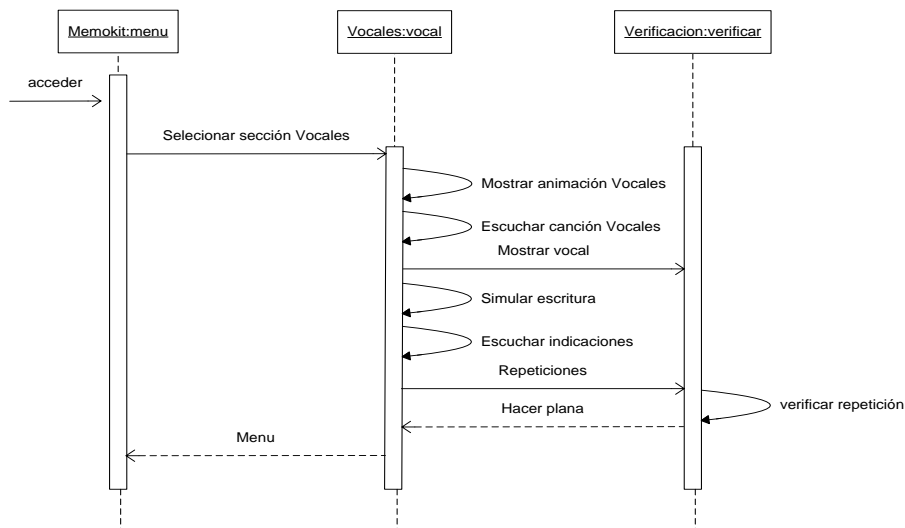 Memokit:menu
Vocales:vocal
Verificacion:verificar
acceder
Selecionar sección Vocales
Mostrar animación Vocales
Escuchar canción Vocales
Mostrar vocal
Simular escritura
Escuchar indicaciones
Repeticiones
verificar repetición
Hacer plana
Menu